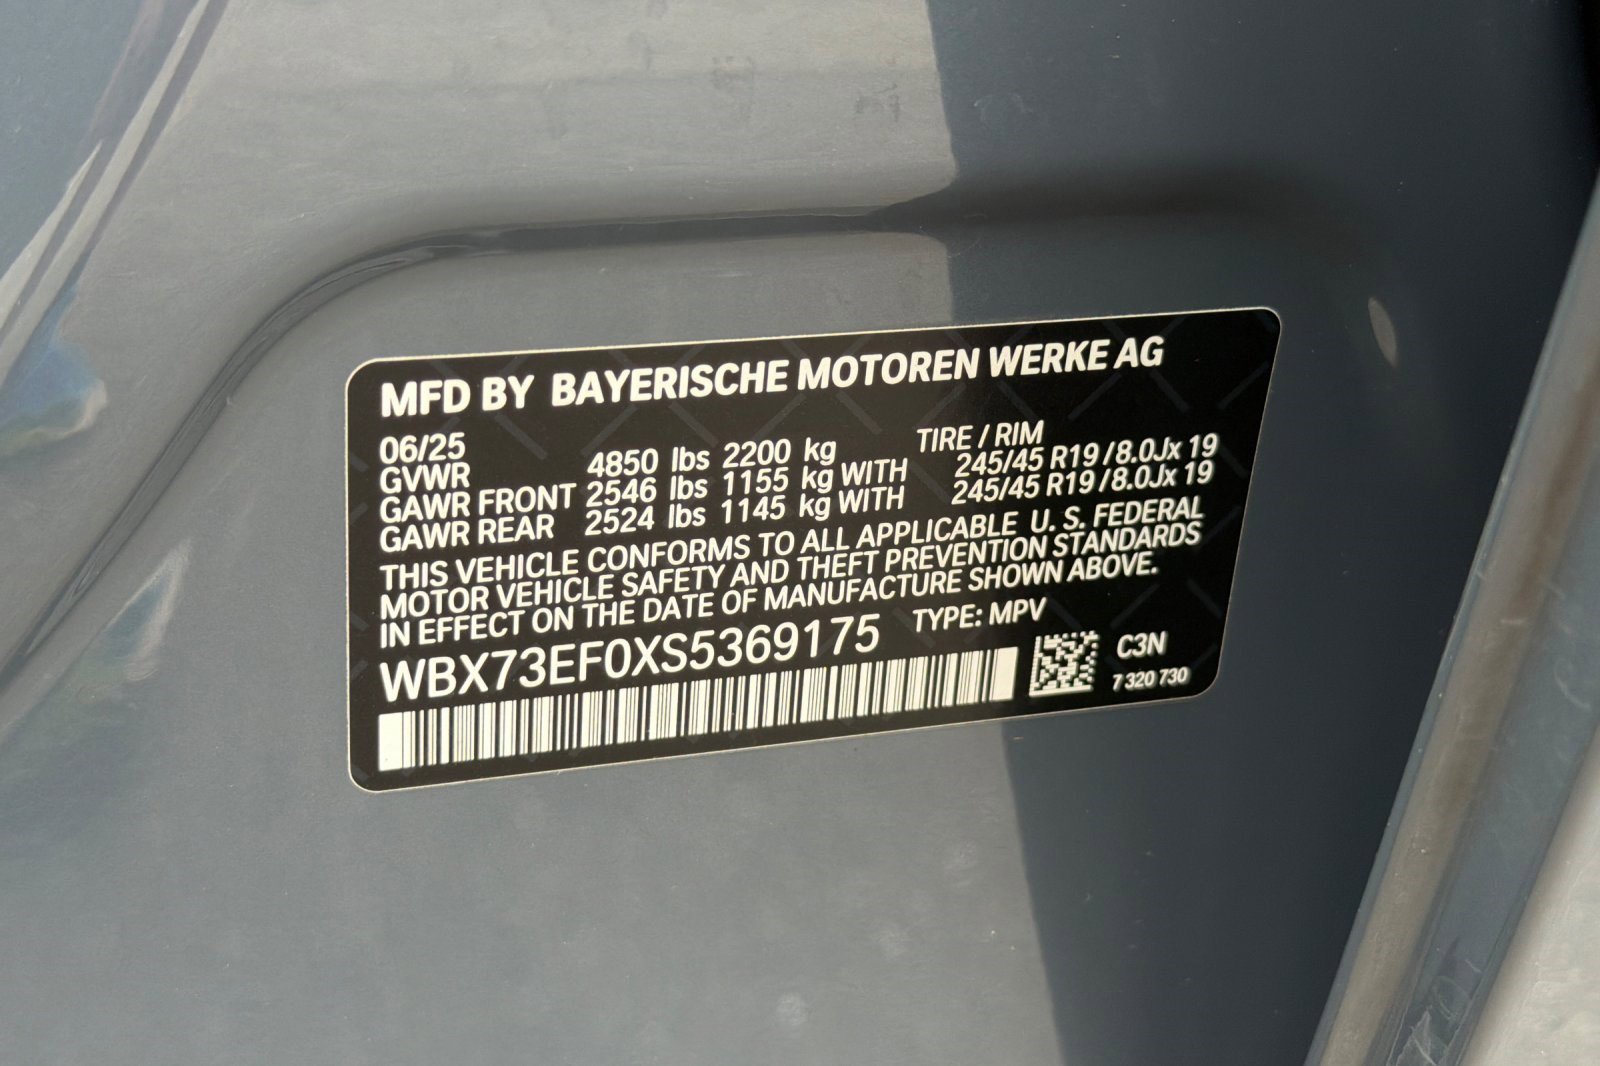 MFD BY BAYERISCHE MOTOREN WERKE AG
06/25 TIRE / RIM
GVWR 4850 lbs 2200 kg
GAWR FRONT 2546 lbs 1155 kg WITH 245/45 R19 / 8.0Jx 19
GAWR REAR 2524 lbs 1145 kg WITH 245/45 R19 / 8.0Jx 19
THIS VEHICLE CONFORMS TO ALL APPLICABLE U. S. FEDERAL
MOTOR VEHICLE SAFETY AND THEFT PREVENTION STANDARDS
IN EFFECT ON THE DATE OF MANUFACTURE SHOWN ABOVE.
WBX73EF0XS5369175 TYPE: MPV
C3N
7 320 730